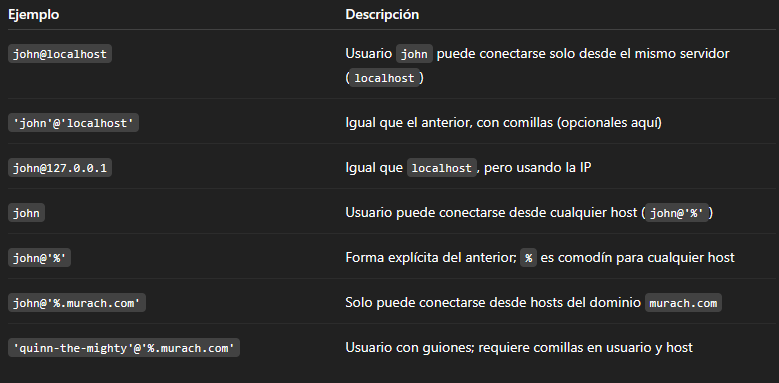 Ejemplo Descripción
john@localhost Usuario john puede conectarse solo desde el mismo servidor
(localhost)
'john'@'localhost' Igual que el anterior, con comillas (opcionales aquí)
john@127.0.0.1 Igual que localhost, pero usando la IP
john Usuario puede conectarse desde cualquier host (john@'%')
john@'%' Forma explícita del anterior; % es comodín para cualquier host
john@'%.murach.com' Solo puede conectarse desde hosts del dominio murach.com
'quinn-the-mighty'@'%.murach.com' Usuario con guiones; requiere comillas en usuario y host